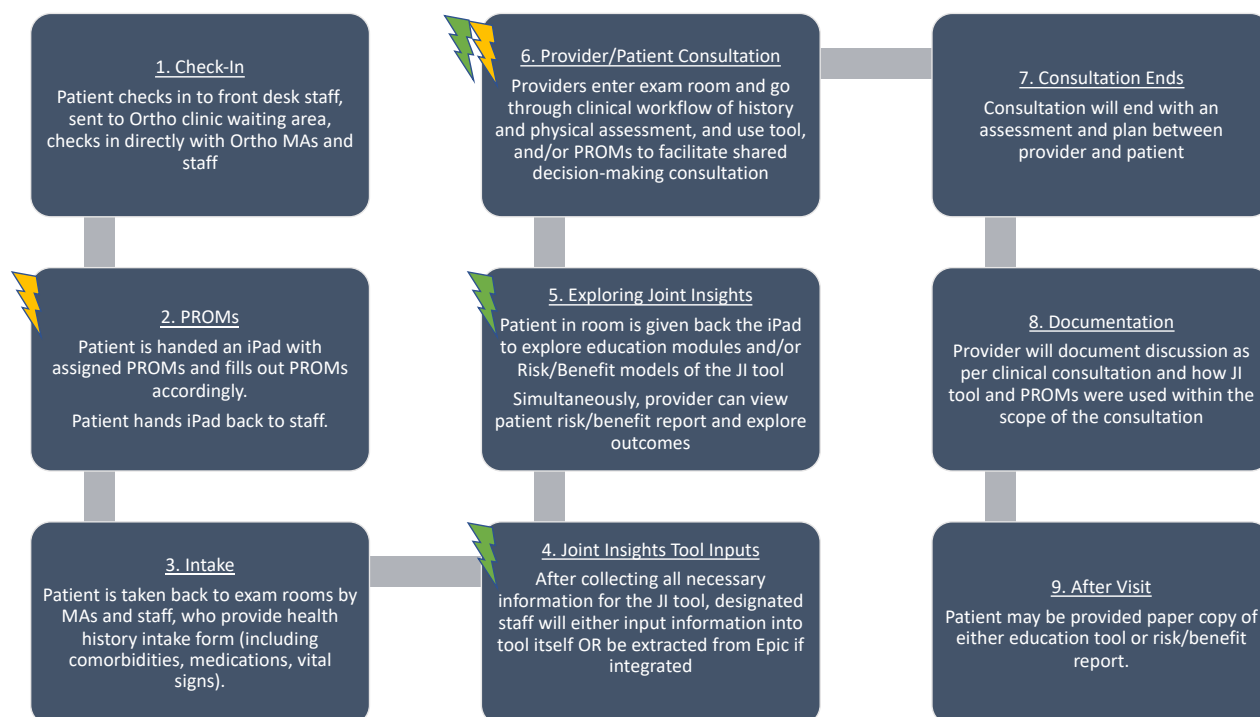 1. Check-In
Patient checks in to front desk staff,
sent to Ortho clinic waiting area,
checks in directly with Ortho MAs and
staff
2. PROMs
Patient is handed an iPad with
assigned PROMs and fills out PROMs
accordingly.
Patient hands iPad back to staff.
3. Intake
Patient is taken back to exam rooms by
MAs and staff, who provide health
history intake form (including
comorbidities, medications, vital
signs).
4. Joint Insights Tool Inputs
After collecting all necessary
information for the JI tool, designated
staff will either input information into
tool itself OR be extracted from Epic if
integrated
5. Exploring Joint Insights
Patient in room is given back the iPad
to explore education modules and/or
Risk/Benefit models of the JI tool
Simultaneously, provider can view
patient risk/benefit report and explore
outcomes
6. Provider/Patient Consultation
Providers enter exam room and go
through clinical workflow of history
and physical assessment, and use tool,
and/or PROMs to facilitate shared
decision-making consultation
7. Consultation Ends
Consultation will end with an
assessment and plan between
provider and patient
8. Documentation
Provider will document discussion as
per clinical consultation and how JI
tool and PROMs were used within the
scope of the consultation
9. After Visit
Patient may be provided paper copy of
either education tool or risk/benefit
report.